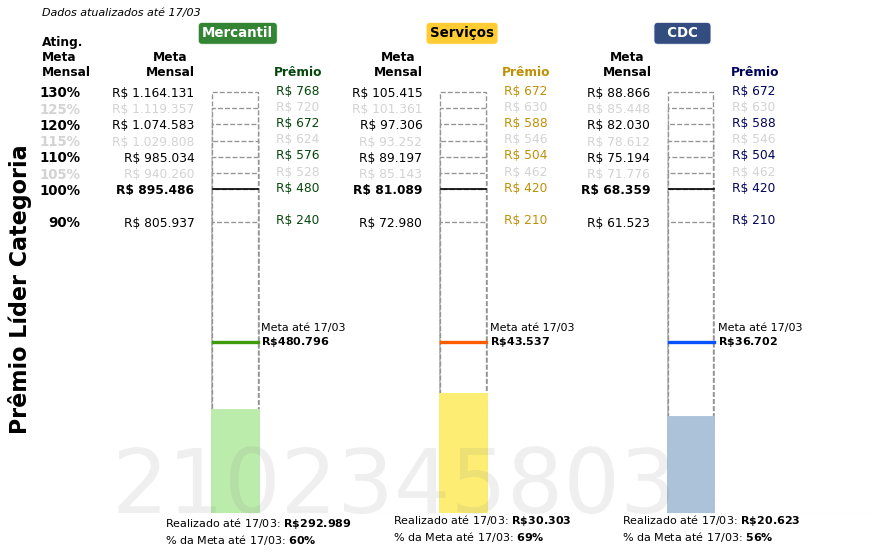 Dados atualizados até 17/03
Mercantil Serviços CDC
Ating.
Meta Meta Meta Meta
Mensal Mensal Prêmio Mensal Prêmio Mensal Prêmio
130% R$ 1.164.131 R$ 768 R$ 105.415 R$ 672 R$ 88.866 R$ 672
125% R$ 1.119.357 R$ 720 R$ 101.361 R$ 630 R$ 85.448 R$ 630
120% R$ 1.074.583 R$ 672 R$ 97.306 R$ 588 R$ 82.030 R$ 588
115% R$ 1.029.808 R$ 624 R$ 93.252 R$ 546 R$ 78.612 R$ 546
110% R$ 985.034 R$ 576 R$ 89.197 R$ 504 R$ 75.194 R$ 504
105% R$ 940.260 R$ 528 R$ 85.143 R$ 462 R$ 71.776 R$ 462
100% R$ 895.486 R$ 480 R$ 81.089 R$ 420 R$ 68.359 R$ 420
90% R$ 805.937 R$ 240 R$ 72.980 R$ 210 R$ 61.523 R$ 210
Prêmio Líder Categoria
Meta até 17/03 Meta até 17/03 Meta até 17/03
R$480.796 R$43.537 R$36.702
2102345803
Realizado até 17/03: R$292.989 Realizado até 17/03: R$30.303 Realizado até 17/03: R$20.623
% da Meta até 17/03: 60% % da Meta até 17/03: 69% % da Meta até 17/03: 56%